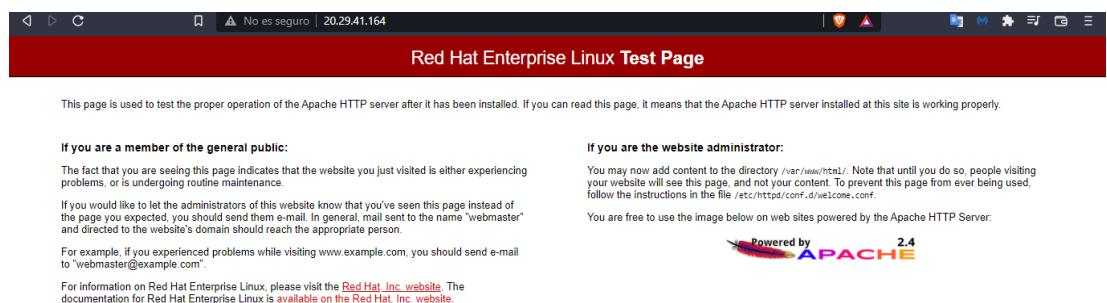 No es seguro | 20.29.41.164
Red Hat Enterprise Linux Test Page
This page is used to test the proper operation of the Apache HTTP server after it has been installed. If you can read this page, it means that the Apache HTTP server installed at this site is working properly.
If you are a member of the general public:
The fact that you are seeing this page indicates that the website you just visited is either experiencing
problems, or is undergoing routine maintenance.
If you would like to let the administrators of this website know that you've seen this page instead of
the page you expected, you should send them e-mail. In general, mail sent to the name "webmaster"
and directed to the website's domain should reach the appropriate person.
For example, if you experienced problems while visiting www.example.com, you should send e-mail
to "webmaster@example.com".
For information on Red Hat Enterprise Linux, please visit the Red Hat, Inc. website. The
documentation for Red Hat Enterprise Linux is available on the Red Hat, Inc. website.
If you are the website administrator:
You may now add content to the directory /var/www/html/. Note that until you do so, people visiting
your website will see this page, and not your content. To prevent this page from ever being used,
follow the instructions in the file /etc/httpd/conf.d/welcome.conf.
You are free to use the image below on web sites powered by the Apache HTTP Server:
Powered by 2.4
APACHE